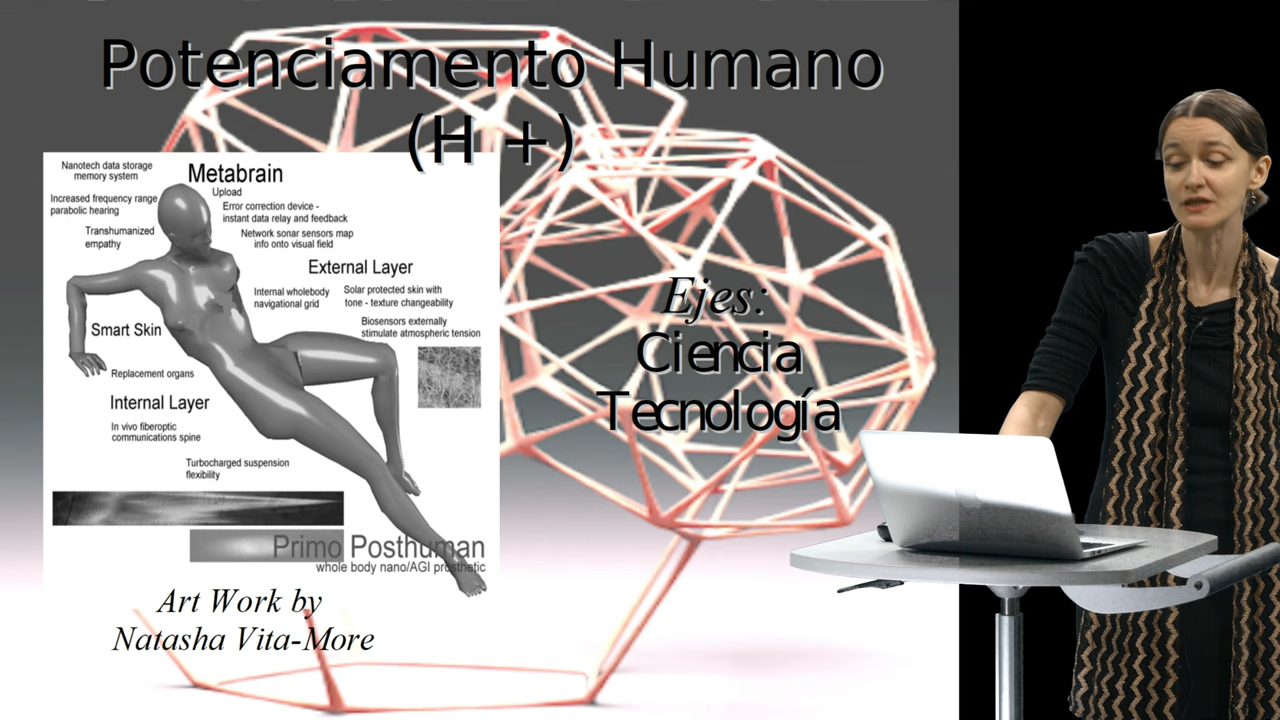 Potenciamento Humano
(H +)
Nanotech data storage
memory system
Metabrain
Upload
Increased frequency range
parabolic hearing
Error correction device -
instant data relay and feedback
Transhumanized
empathy
Network sonar sensors map
info onto visual field
External Layer
Internal wholebody
navigational grid
Solar protected skin with
tone - texture changeability
Smart Skin
Biosensors externally
stimulate atmospheric tension
Replacement organs
Internal Layer
In vivo fiberoptic
communications spine
Turbocharged suspension
flexibility
Primo Posthuman
whole body nano/AGI prosthetic
Art Work by
Natasha Vita-More
Ejes:
Ciencia
Tecnología